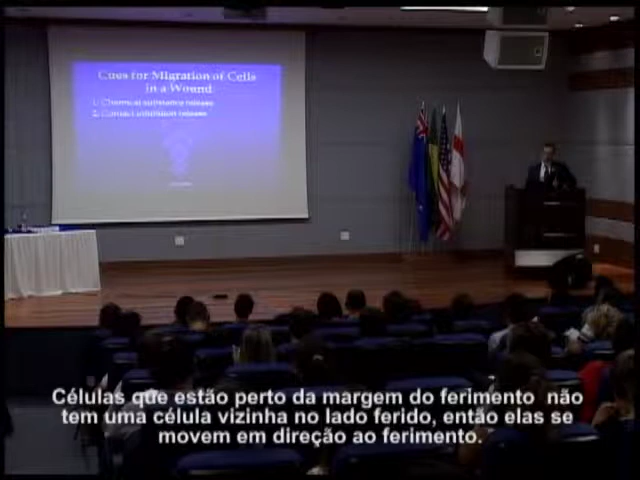 Cues for Migration of Cells
in a Wound
1. Chemical substance release
2. Contact inhibition release
Células que estão perto da margem do ferimento não
tem uma célula vizinha no lado ferido, então elas se
movem em direção ao ferimento.